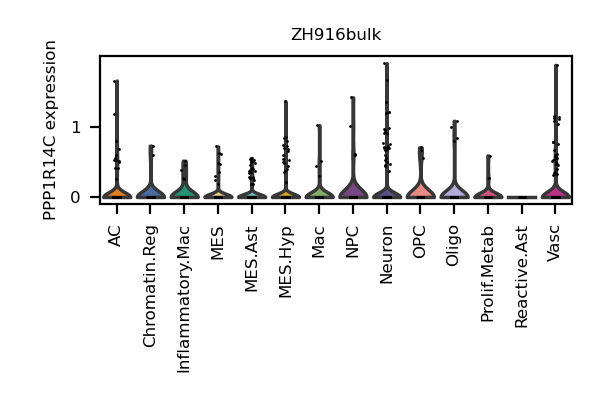 ZH916bulk
PPP1R14C expression
1
0
AC
Chromatin.Reg
Inflammatory.Mac
MES
MES.Ast
MES.Hyp
Mac
NPC
Neuron
OPC
Oligo
Prolif.Metab
Reactive.Ast
Vasc